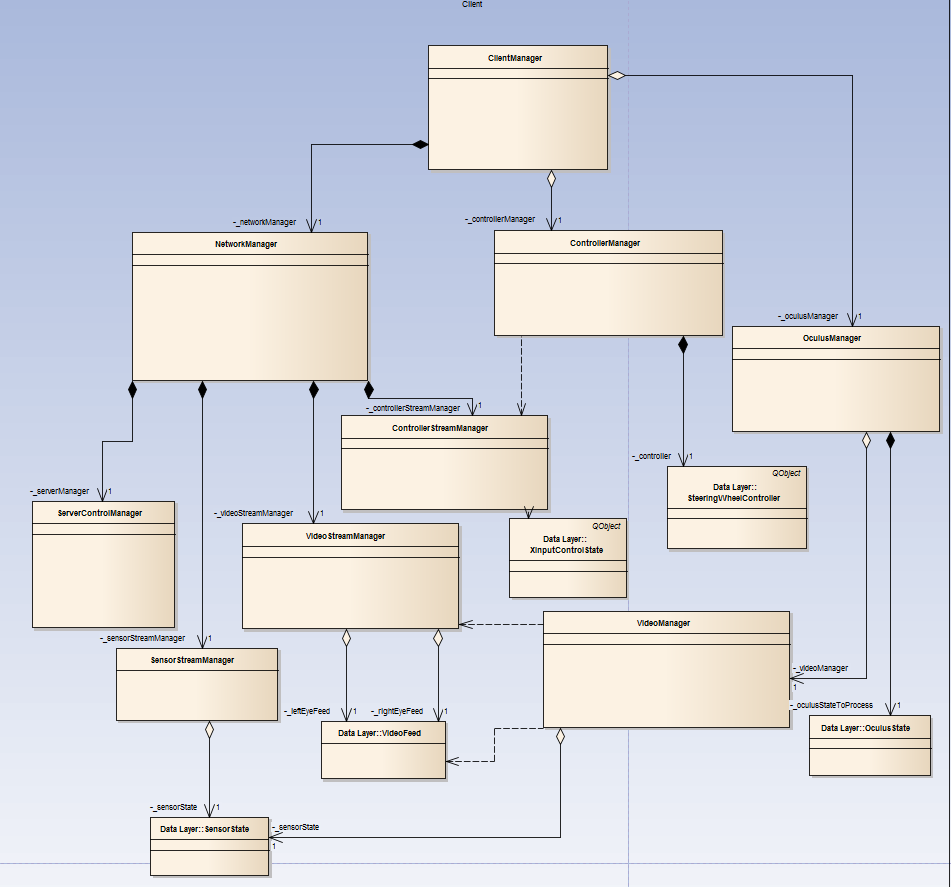 Client
ClientManager
-_networkManager
1
-_controllerManager
1
NetworkManager
ControllerManager
-_oculusManager
1
OculusManager
-_controllerStreamManager
1
ControllerStreamManager
-_controller
1
QObject
Data Layer::
SteeringWheelController
-_serverManager
1
ServerControlManager
-_videoStreamManager
1
VideoStreamManager
QObject
Data Layer::
XInputControlState
VideoManager
-_sensorStreamManager
1
SensorStreamManager
-_videoManager
1
-_leftEyeFeed
1
-_rightEyeFeed
1
-_oculusStateToProcess
1
Data Layer::VideoFeed
Data Layer::OculusState
-_sensorState
1
Data Layer::SensorState
-_sensorState
1